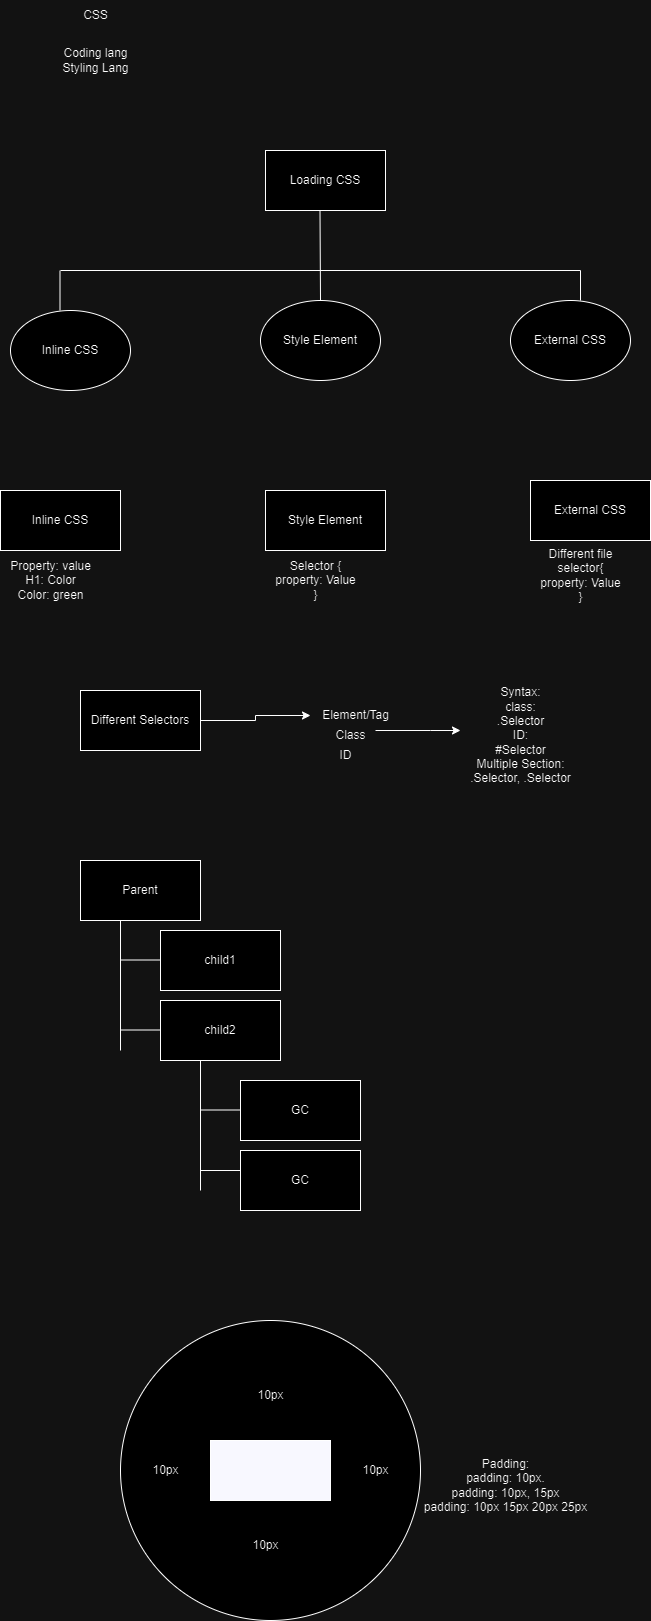 CSS
Coding lang
Styling Lang
Loading CSS
Inline CSS
Style Element
External CSS
Inline CSS
Property: value
H1: Color
Color: green
Style Element
Selector {
property: Value
}
External CSS
Different file
selector{
property: Value
}
Different Selectors
Element/Tag
Class
ID
Syntax:
class:
.Selector
ID:
#Selector
Multiple Section:
.Selector, .Selector
Parent
child1
child2
GC
GC
10px
10px
10px
10px
Padding:
padding: 10px.
padding: 10px, 15px
padding: 10px 15px 20px 25px